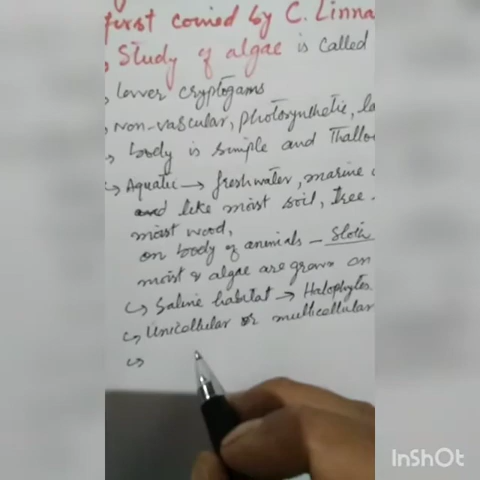 first coined by C. Linna
Study of algae is called
Lower cryptogams
Non-vascular, photosynthetic, la
body is simple and Thallo
Aquatic → freshwater, marine
and like moist soil, tree
moist wood,
on body of animals - Sloth
moist & algae are grows on
Saline habitat → Halophytes
Unicellular or multicellular
InShOt